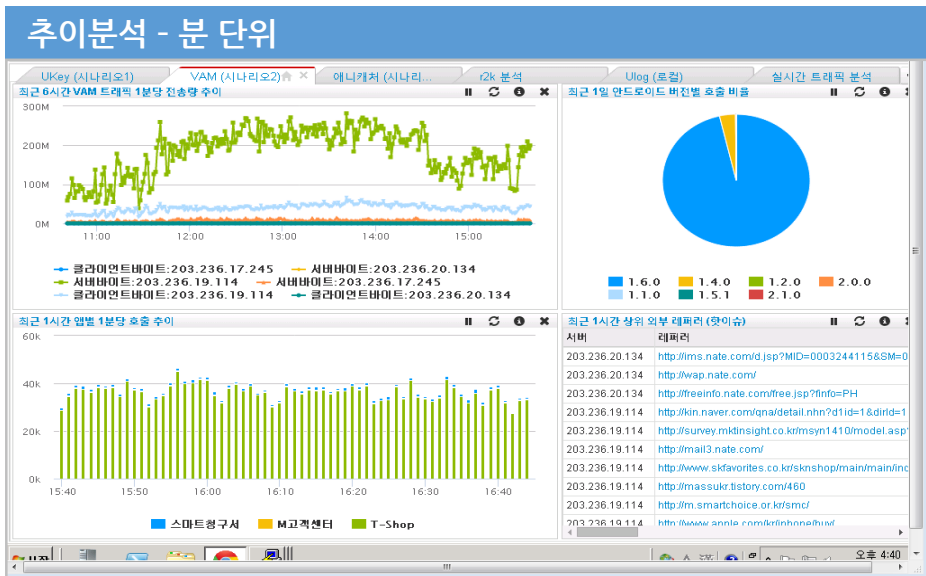 추이분석 - 분 단위
UKey (시나리오1)
VAM (시나리오2)
애니캐처 (시나리...
r2k 분석
Ulog (로컬)
실시간 트래픽 분석
최근 6시간 VAM 트래픽 1분당 전송량 추이
300M
200M
100M
0M
11:00 12:00 13:00 14:00 15:00
클라이언트바이트:203.236.17.245 서버바이트:203.236.20.134
서버바이트:203.236.19.114 서버바이트:203.236.17.245
클라이언트바이트:203.236.19.114 클라이언트바이트:203.236.20.134
최근 1일 안드로이드 버전별 호출 비율
1.6.0 1.4.0 1.2.0 2.0.0
1.1.0 1.5.1 2.1.0
최근 1시간 앱별 1분당 호출 추이
60k
40k
20k
0k
15:40 15:50 16:00 16:10 16:20 16:30 16:40
스마트청구서 M고객센터 T-Shop
최근 1시간 상위 외부 레퍼러 (핫이슈)
서버 레퍼러
203.236.20.134 http://ims.nate.com/d.jsp?MID=0003244115&SM=0
203.236.20.134 http://wap.nate.com/
203.236.20.134 http://freeinfo.nate.com/free.jsp?finfo=PH
203.236.19.114 http://kin.naver.com/qna/detail.nhn?d1id=1&dirId=1
203.236.19.114 http://survey.mktinsight.co.kr/msyn1410/model.asp?
203.236.19.114 http://mail3.nate.com/
203.236.19.114 http://www.skfavorites.co.kr/sknshop/main/main/inc
203.236.19.114 http://massukr.tistory.com/460
203.236.19.114 http://m.smartchoice.or.kr/smc/
203.236.19.114 http://www.apple.com/kr/iphone/buy/
오후 4:40